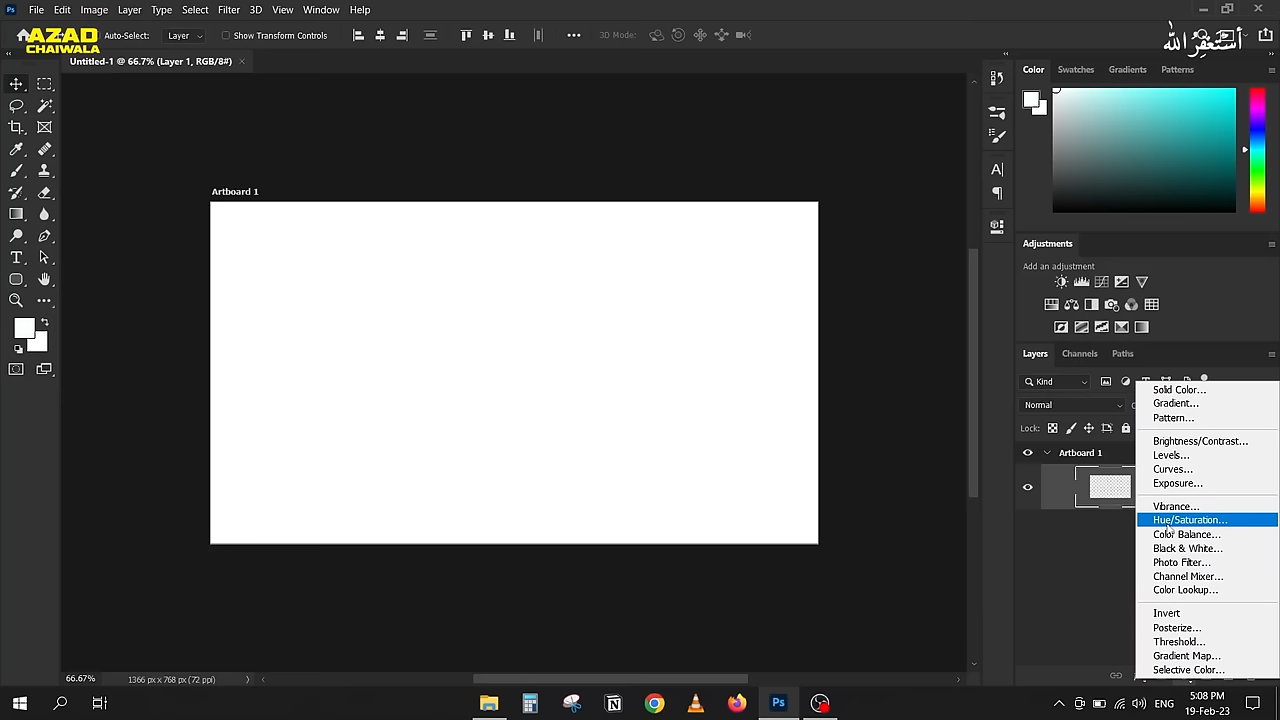 File Edit Image Layer Type Select Filter 3D View Window Help
AZAD
CHAIWALA
Auto-Select: Layer Show Transform Controls 3D Mode:
أستغفر الله
Untitled-1 @ 66.7% (Layer 1, RGB/8#)
Color Swatches Gradients Patterns
Artboard 1
Adjustments
Add an adjustment
Layers Channels Paths
Kind
Normal
Lock:
Artboard 1
Solid Color...
Gradient...
Pattern...
Brightness/Contrast...
Levels...
Curves...
Exposure...
Vibrance...
Hue/Saturation...
Color Balance...
Black & White...
Photo Filter...
Channel Mixer...
Color Lookup...
Invert
Posterize...
Threshold...
Gradient Map...
Selective Color...
66.67% 1366 px x 768 px (72 ppi)
ENG
5:08 PM
19-Feb-23